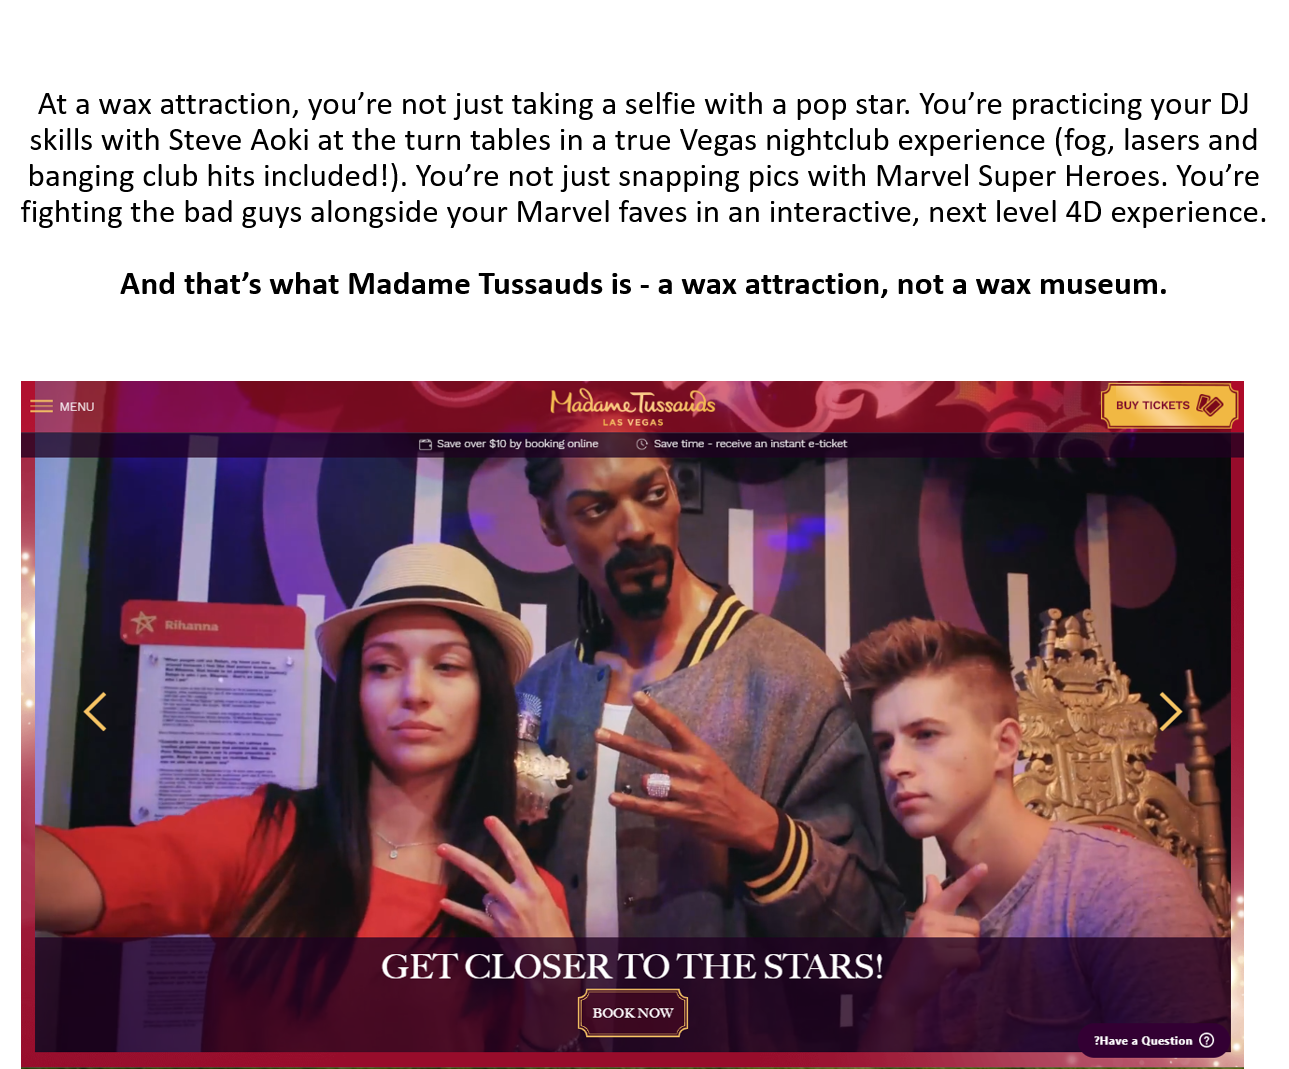 At a wax attraction, you’re not just taking a selfie with a pop star. You’re practicing your DJ
skills with Steve Aoki at the turn tables in a true Vegas nightclub experience (fog, lasers and
banging club hits included!). You’re not just snapping pics with Marvel Super Heroes. You’re
fighting the bad guys alongside your Marvel faves in an interactive, next level 4D experience.
And that’s what Madame Tussauds is - a wax attraction, not a wax museum.
MENU
Madame Tussauds
LAS VEGAS
BUY TICKETS
Save over $10 by booking online
Save time - receive an instant e-ticket
Rihanna
GET CLOSER TO THE STARS!
BOOK NOW
?Have a Question